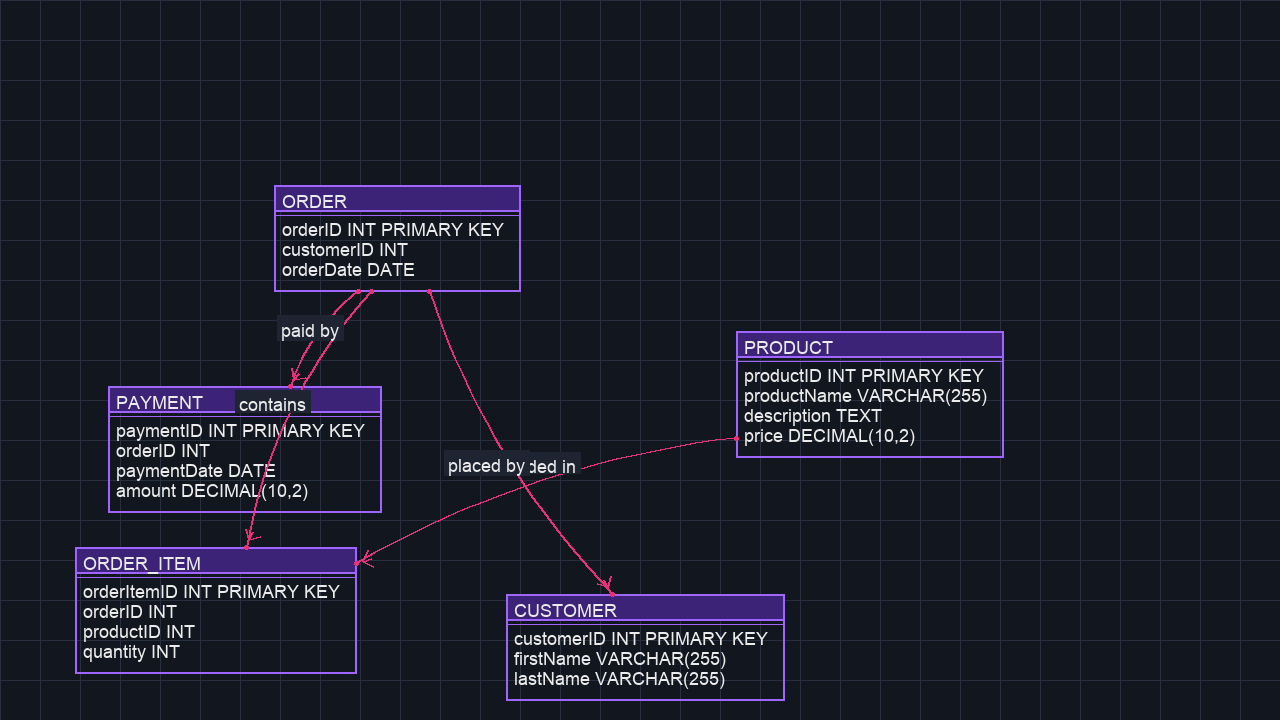 ORDER
orderID INT PRIMARY KEY
customerID INT
orderDate DATE
paid by
PRODUCT
productID INT PRIMARY KEY
productName VARCHAR(255)
description TEXT
price DECIMAL(10,2)
PAYMENT
contains
paymentID INT PRIMARY KEY
orderID INT
paymentDate DATE
amount DECIMAL(10,2)
placed by
in
ORDER_ITEM
orderItemID INT PRIMARY KEY
orderID INT
productID INT
quantity INT
CUSTOMER
customerID INT PRIMARY KEY
firstName VARCHAR(255)
lastName VARCHAR(255)